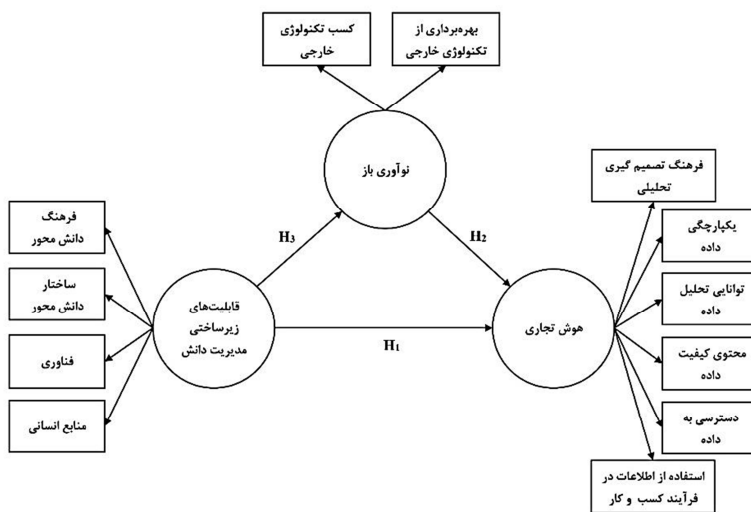 کسب تکنولوژی
خارجی
بهره‌برداری از
تکنولوژی خارجی
نوآوری باز
فرهنگ تصمیم گیری
تحلیلی
یکپارچگی
داده
توانایی تحلیل
داده
محتوی کیفیت
داده
دسترسی به
داده
استفاده از اطلاعات در
فرآیند کسب و کار
هوش تجاری
H2
H3
H1
قابلیت‌های
زیرساختی
مدیریت دانش
فرهنگ
دانش محور
ساختار
دانش محور
فناوری
منابع انسانی